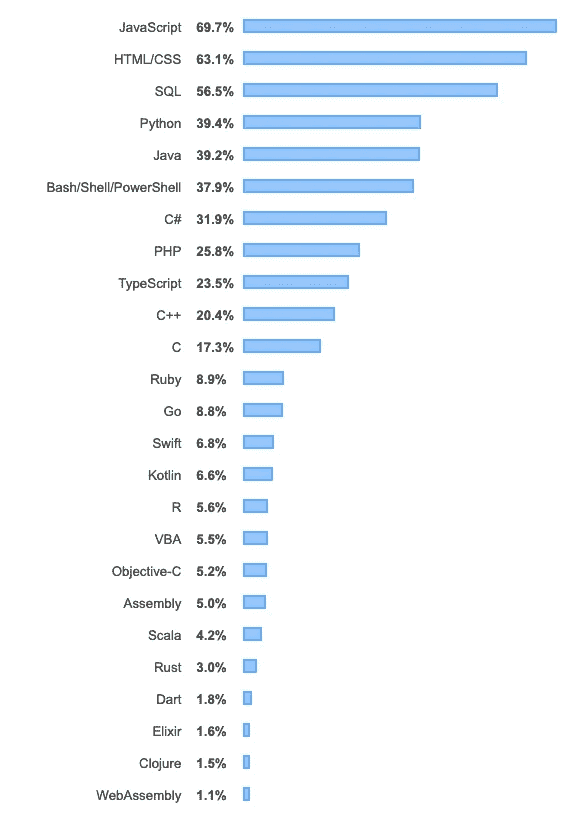 JavaScript 69.7%
HTML/CSS 63.1%
SQL 56.5%
Python 39.4%
Java 39.2%
Bash/Shell/PowerShell 37.9%
C# 31.9%
PHP 25.8%
TypeScript 23.5%
C++ 20.4%
C 17.3%
Ruby 8.9%
Go 8.8%
Swift 6.8%
Kotlin 6.6%
R 5.6%
VBA 5.5%
Objective-C 5.2%
Assembly 5.0%
Scala 4.2%
Rust 3.0%
Dart 1.8%
Elixir 1.6%
Clojure 1.5%
WebAssembly 1.1%